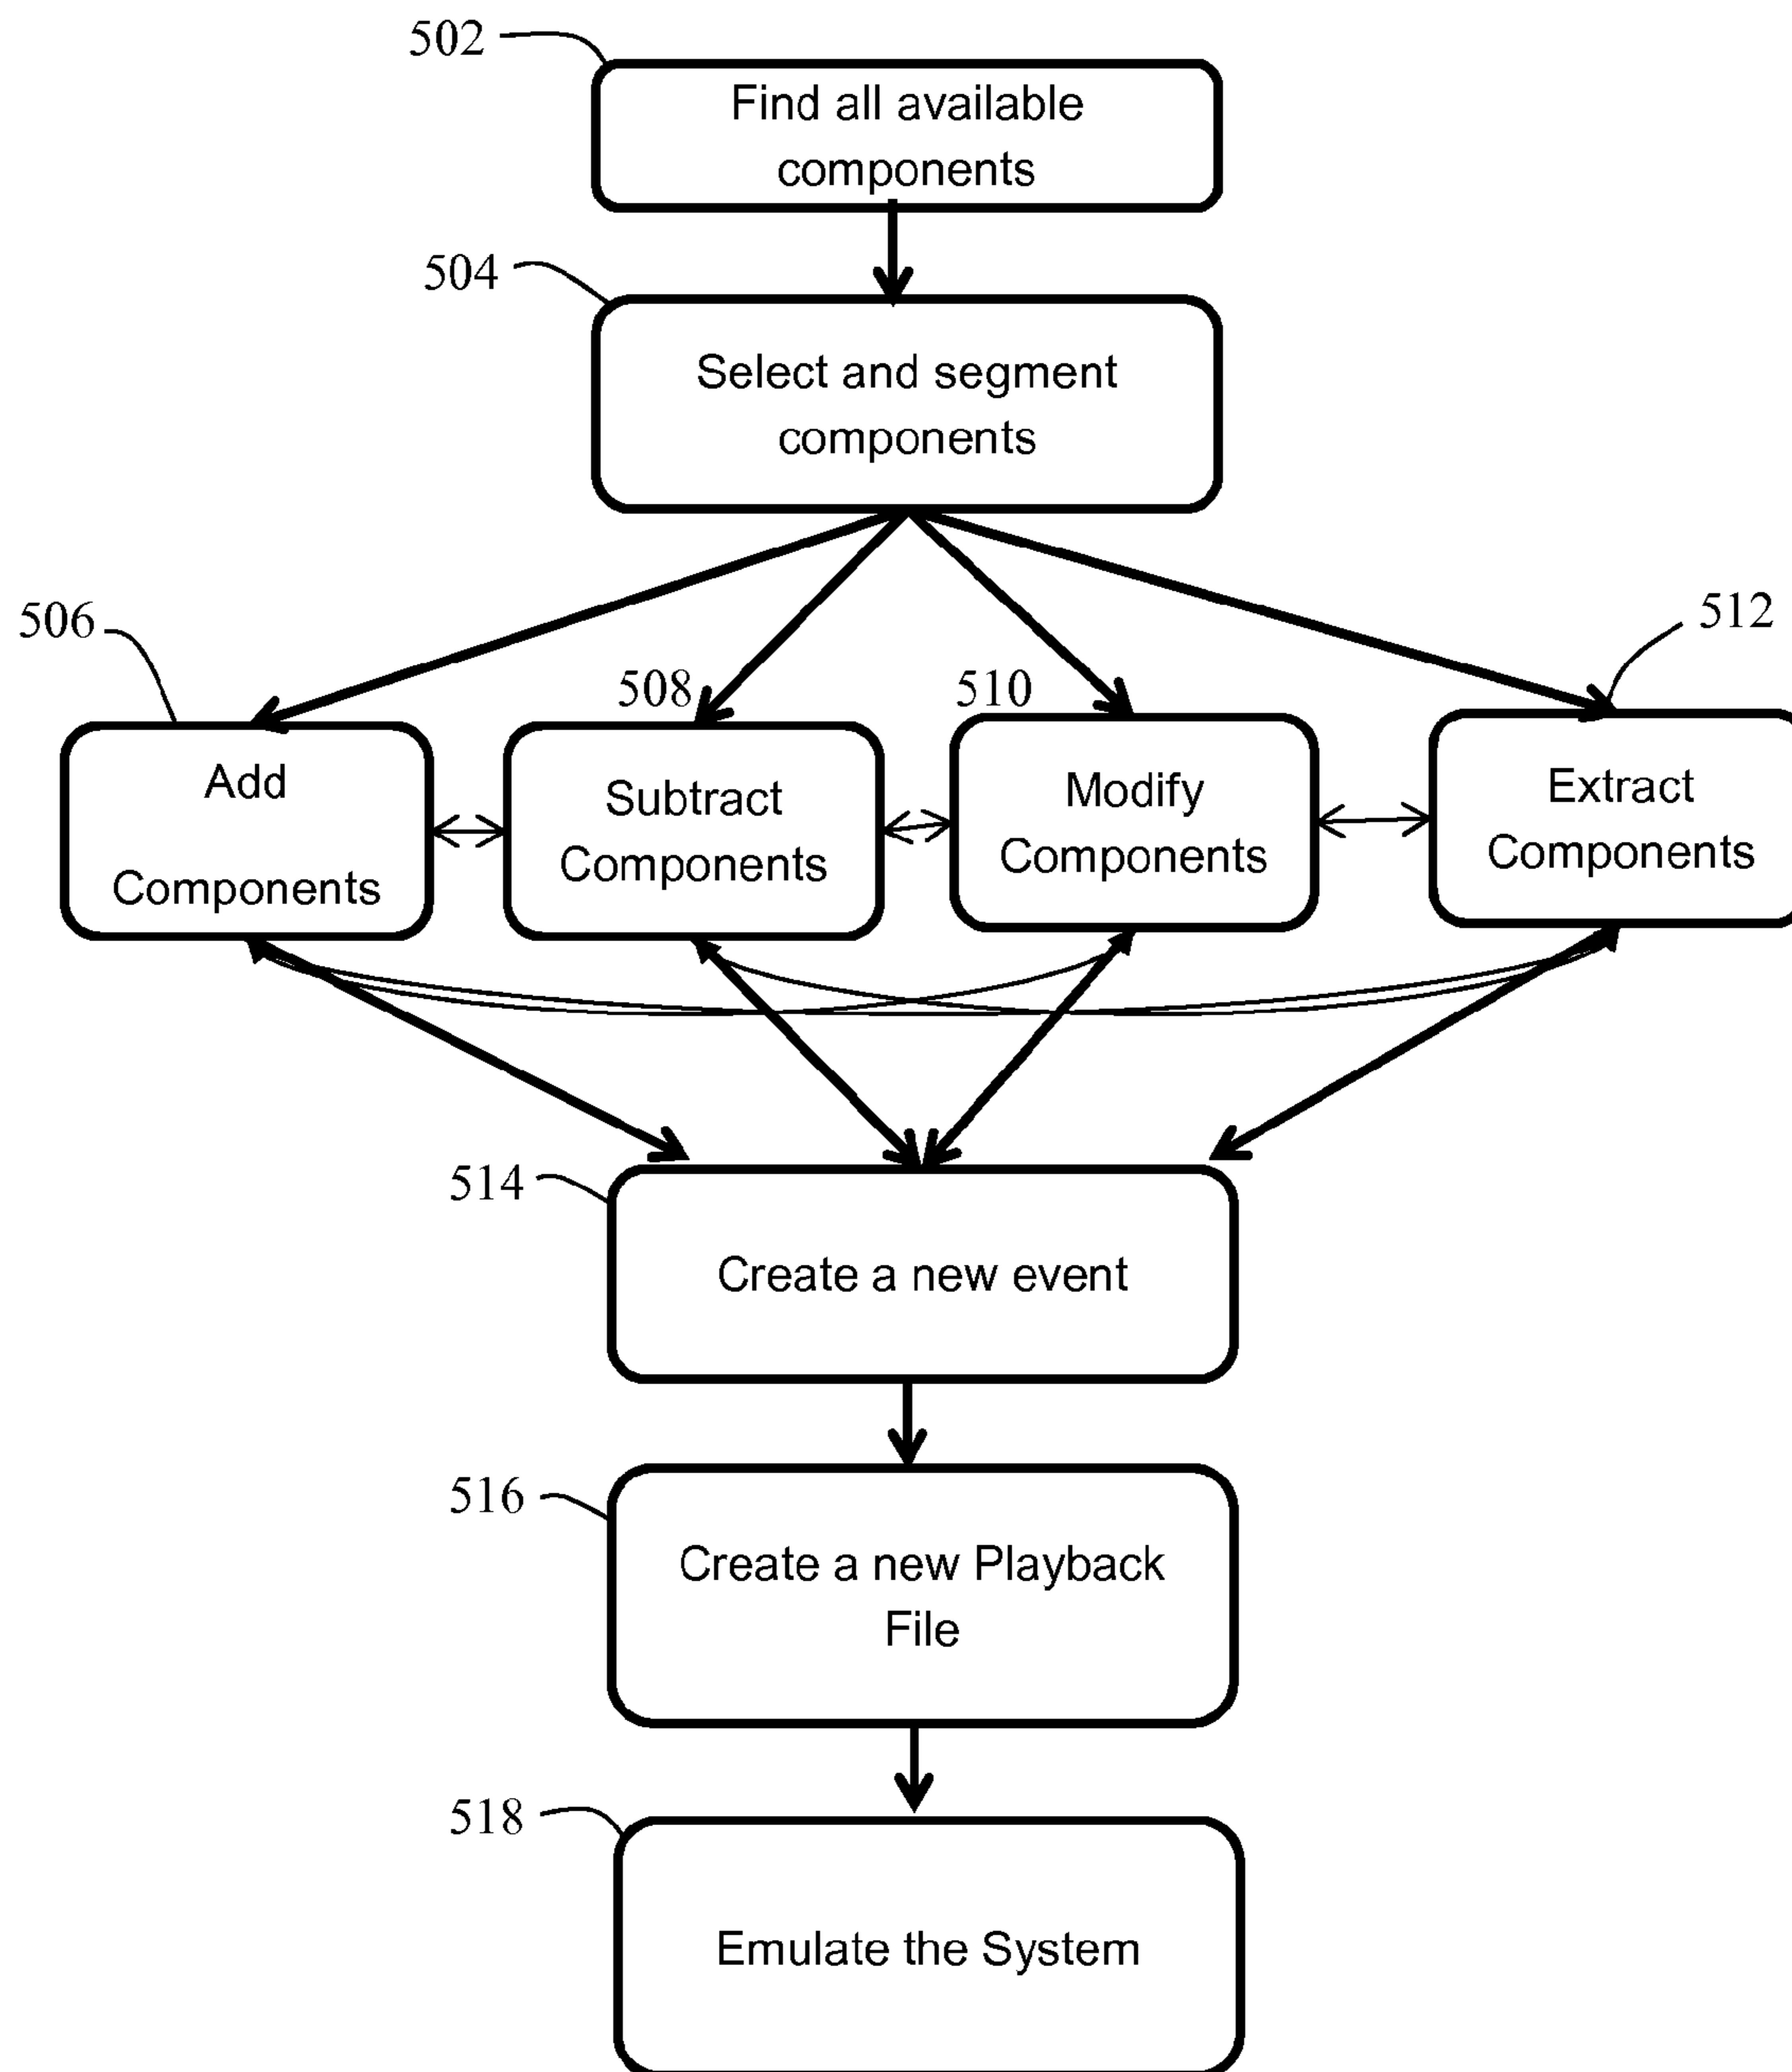 502
Find all available
components
504
Select and segment
components
506
508
510
512
Add
Components
Subtract
Components
Modify
Components
Extract
Components
514
Create a new event
516
Create a new Playback
File
518
Emulate the System